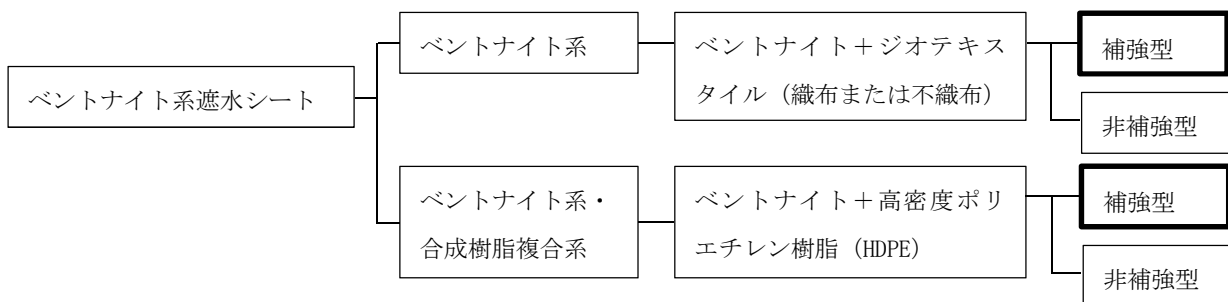 ベントナイト系遮水シート
ベントナイト系
ベントナイト＋ジオテキス
タイル（織布または不織布）
補強型
非補強型
ベントナイト系・
合成樹脂複合系
ベントナイト＋高密度ポリ
エチレン樹脂（HDPE）
補強型
非補強型